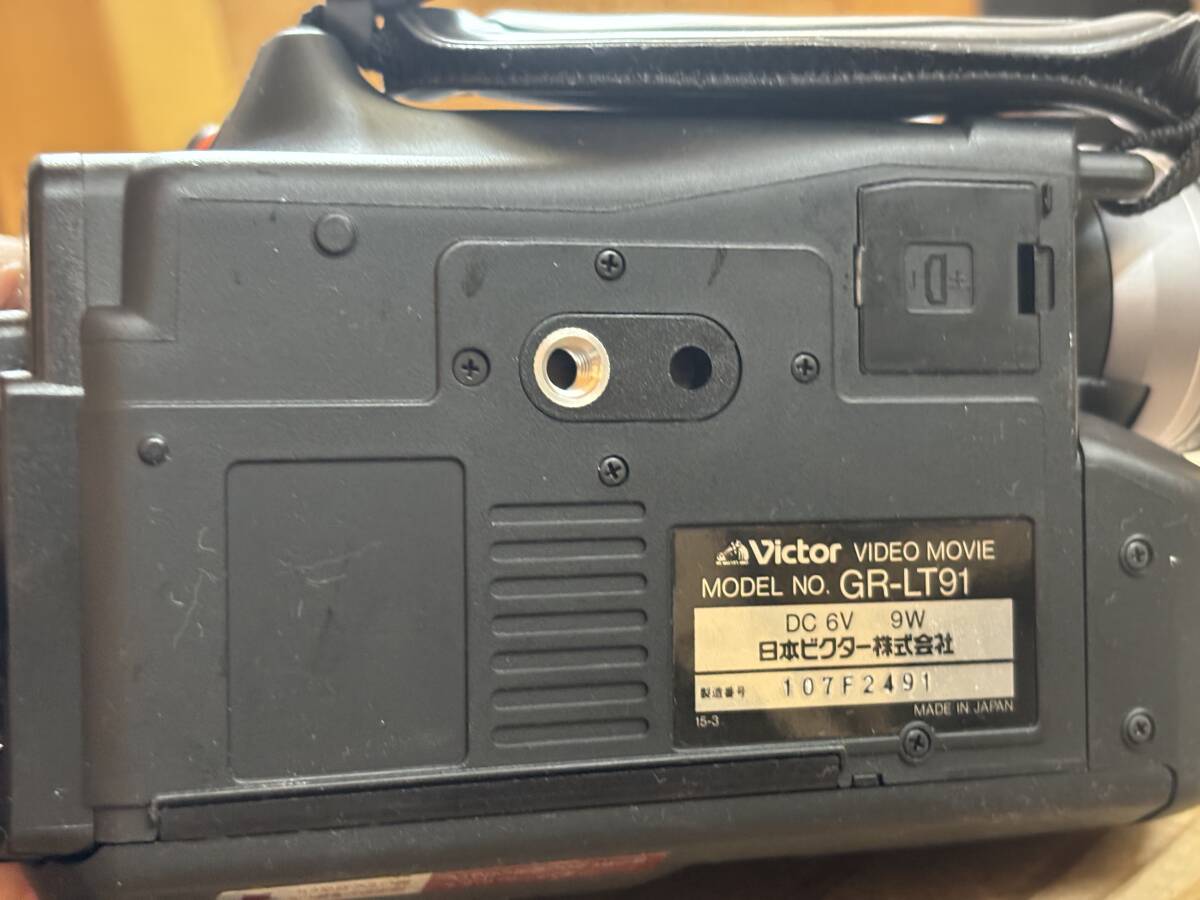 Victor VIDEO MOVIE
MODEL NO. GR-LT91
DC 6V 9W
日本ビクター株式会社
製造番号 107F2491
15-3 MADE IN JAPAN